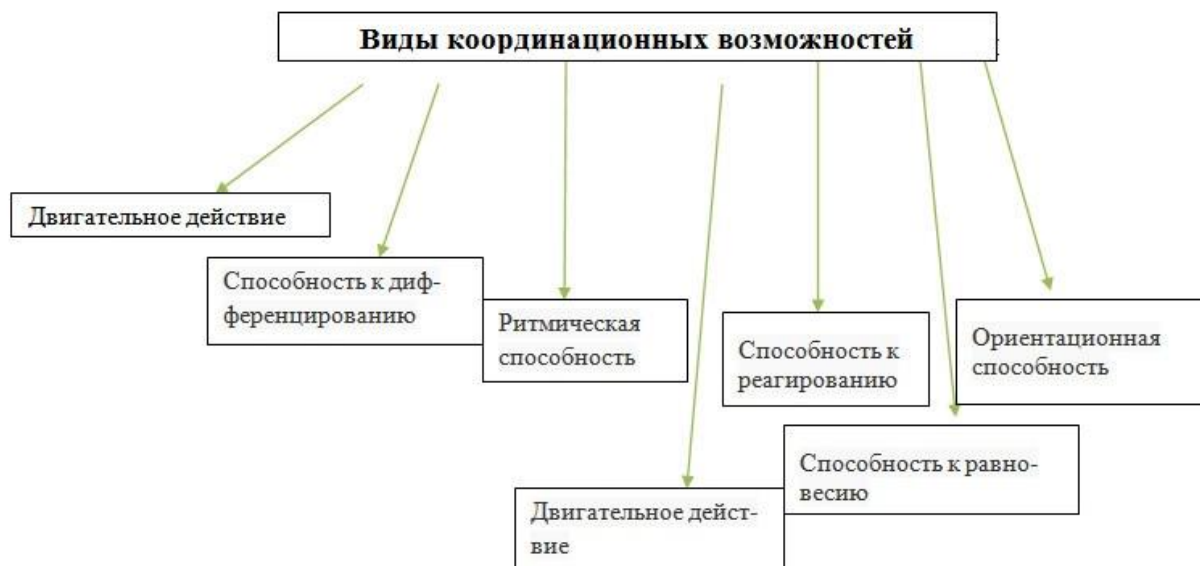 Виды координационных возможностей
Двигательное действие
Способность к диф-
ференцированию
Ритмическая
способность
Способность к
реагированию
Ориентационная
способность
Способность к равно-
весию
Двигательное дейст-
вие